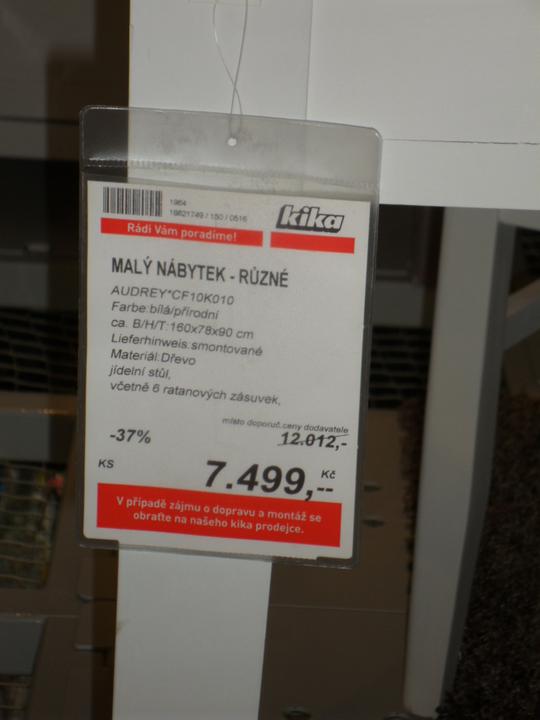 1964
19821749 / 150 / 0516
kika
Rádi Vám poradíme!
MALÝ NÁBYTEK - RŮZNÉ
AUDREY*CF10K010
Farbe:bílá/přírodní
ca. B/H/T:160x78x90 cm
Lieferhinweis:smontované
Materiál:Dřevo
jídelní stůl,
včetně 6 ratanových zásuvek,
místo doporuč.ceny dodavatele
-37%
12.012,-
KS
7.499,--
Kč
V případě zájmu o dopravu a montáž se
obraťte na našeho kika prodejce.